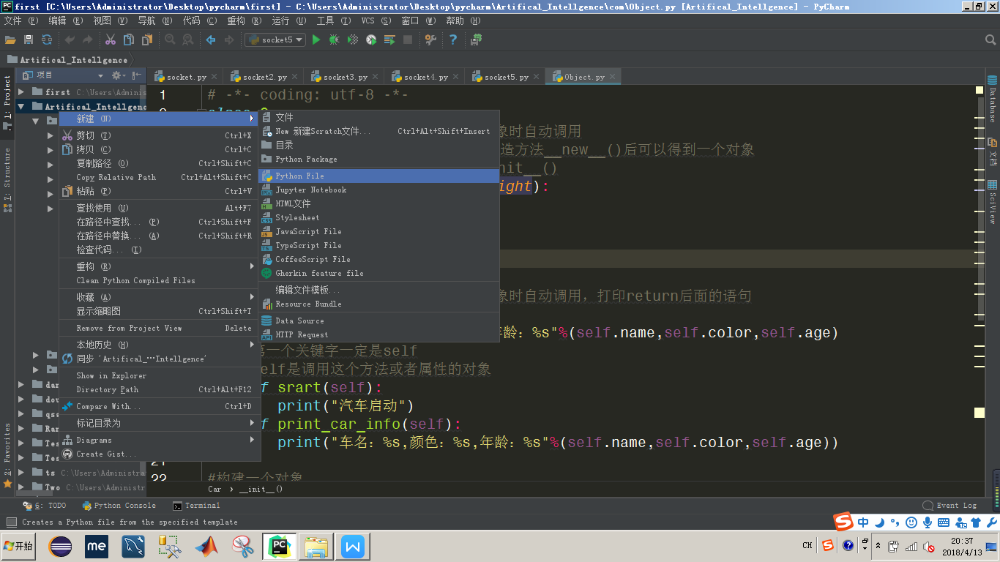 first [C:\Users\Administrator\Desktop\pycharm\first] - C:\Users\Administrator\Desktop\pycharm\Artifical_Intellgence\com\Object.py [Artifical_Intellgence] - PyCharm
文件 (F) 编辑 (E) 视图 (V) 导航 (N) 代码 (C) 重构 (R) 运行 (U) 工具 (T) VCS (S) 窗口 (W) 帮助 (H)
socket5
Artifical_Intellgence
项目
socket.py socket2.py socket3.py socket4.py socket5.py Object.py
1: Project
7: Structure
2: Favorites
first C:\Users\Adminis
Artifical_Intellgenc
dar
dow
qse
Rar
Tes
Tes
ts C:\Users\Administra
Two C:\Users\Administr
新建 (N)
剪切 (T) Ctrl+X
拷贝 (C) Ctrl+C
复制路径 (O) Ctrl+Shift+C
Copy Relative Path Ctrl+Alt+Shift+C
粘贴 (P) Ctrl+V
查找使用 (U) Alt+F7
在路径中查找... (P) Ctrl+Shift+F
在路径中替换... (A) Ctrl+Shift+R
检查代码... (I)
重构 (R)
Clean Python Compiled Files
收藏 (A)
显示缩略图 Ctrl+Shift+T
Remove from Project View Delete
本地历史 (H)
同步 'Artifical_…Intellgence'
Show in Explorer
Directory Path Ctrl+Alt+F12
Compare With... Ctrl+D
标记目录为
Diagrams
Create Gist...
文件
New 新建Scratch文件... Ctrl+Alt+Shift+Insert
目录
Python Package
Python File
Jupyter Notebook
HTML文件
Stylesheet
JavaScript File
TypeScript File
CoffeeScript File
Gherkin feature file
编辑文件模板...
Resource Bundle
Data Source
HTTP Request
1 # -*- coding: utf-8 -*-
象时自动调用
造方法__new__()后可以得到一个对象
nit__()
ight):
象时自动调用，打印return后面的语句
年龄：%s"%(self.name,self.color,self.age)
第一个关键字一定是self
elf是调用这个方法或者属性的对象
f srart(self):
print("汽车启动")
f print_car_info(self):
print("车名：%s,颜色：%s,年龄：%s"%(self.name,self.color,self.age))
21
22 #构建一个对象
Car › __init__()
Database
文档
SciView
6: TODO Python Console Terminal Event Log
Creates a Python file from the specified template
中
开始 me PC W CH
20:37
2018/4/13